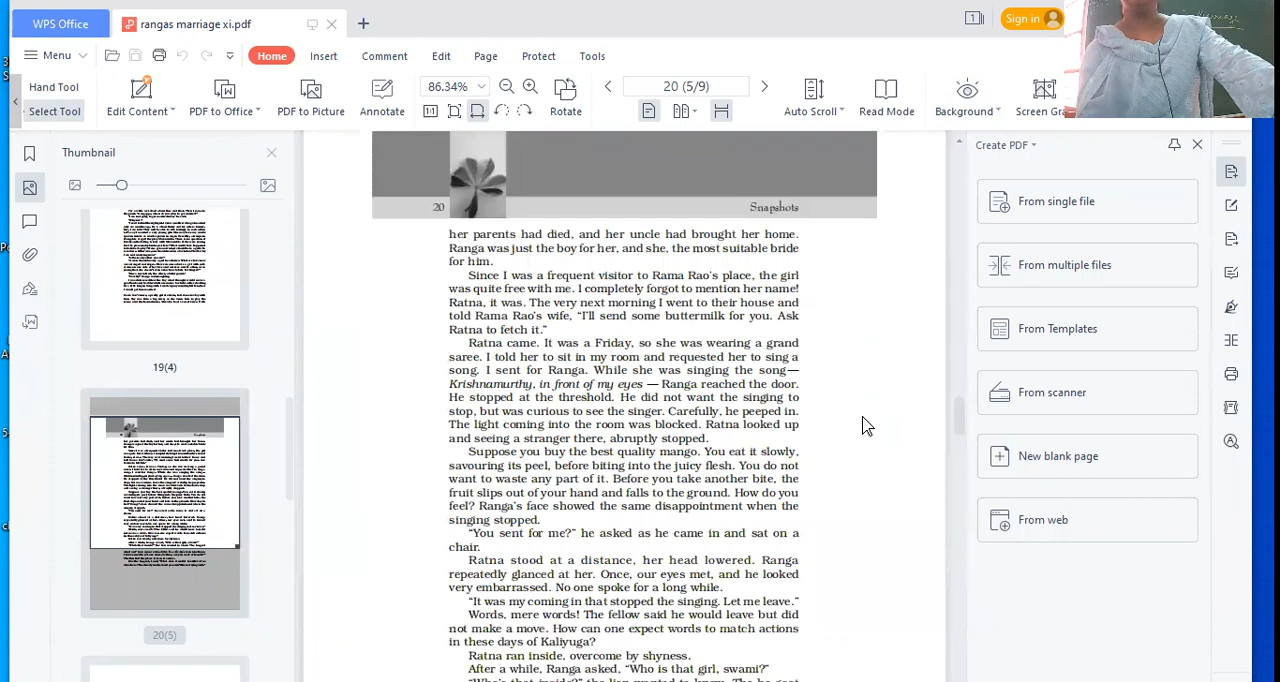 WPS Office
rangas marriage xi.pdf
Sign in
Menu
Home
Insert
Comment
Edit
Page
Protect
Tools
Hand Tool
Select Tool
Edit Content
PDF to Office
PDF to Picture
Annotate
86.34%
Rotate
20 (5/9)
Auto Scroll
Read Mode
Background
Screen Gra
Thumbnail
19(4)
20(5)
Create PDF
From single file
From multiple files
From Templates
From scanner
New blank page
From web
20
Snapshots
her parents had died, and her uncle had brought her home.
Ranga was just the boy for her, and she, the most suitable bride
for him.
Since I was a frequent visitor to Rama Rao's place, the girl
was quite free with me. I completely forgot to mention her name!
Ratna, it was. The very next morning I went to their house and
told Rama Rao's wife, “I'll send some buttermilk for you. Ask
Ratna to fetch it.”
Ratna came. It was a Friday, so she was wearing a grand
saree. I told her to sit in my room and requested her to sing a
song. I sent for Ranga. While she was singing the song—
Krishnamurthy, in front of my eyes — Ranga reached the door.
He stopped at the threshold. He did not want the singing to
stop, but was curious to see the singer. Carefully, he peeped in.
The light coming into the room was blocked. Ratna looked up
and seeing a stranger there, abruptly stopped.
Suppose you buy the best quality mango. You eat it slowly,
savouring its peel, before biting into the juicy flesh. You do not
want to waste any part of it. Before you take another bite, the
fruit slips out of your hand and falls to the ground. How do you
feel? Ranga's face showed the same disappointment when the
singing stopped.
“You sent for me?” he asked as he came in and sat on a
chair.
Ratna stood at a distance, her head lowered. Ranga
repeatedly glanced at her. Once, our eyes met, and he looked
very embarrassed. No one spoke for a long while.
“It was my coming in that stopped the singing. Let me leave.”
Words, mere words! The fellow said he would leave but did
not make a move. How can one expect words to match actions
in these days of Kaliyuga?
Ratna ran inside, overcome by shyness.
After a while, Ranga asked, “Who is that girl, swami?”